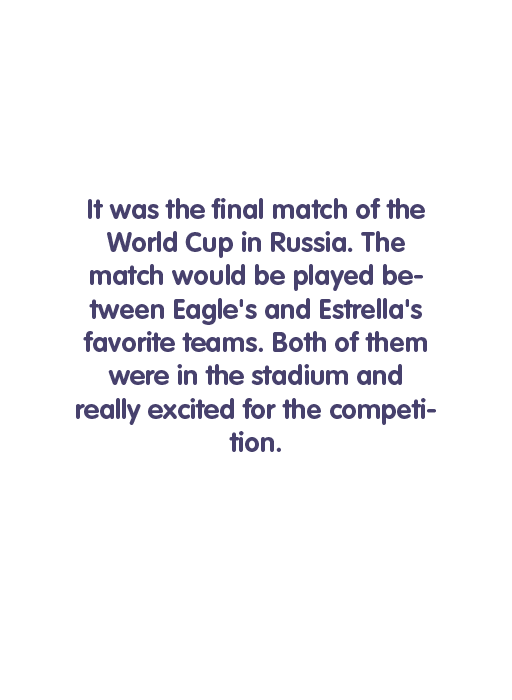 It was the final match of the
World Cup in Russia. The
match would be played be-
tween Eagle's and Estrella's
favorite teams. Both of them
were in the stadium and
really excited for the competi-
tion.